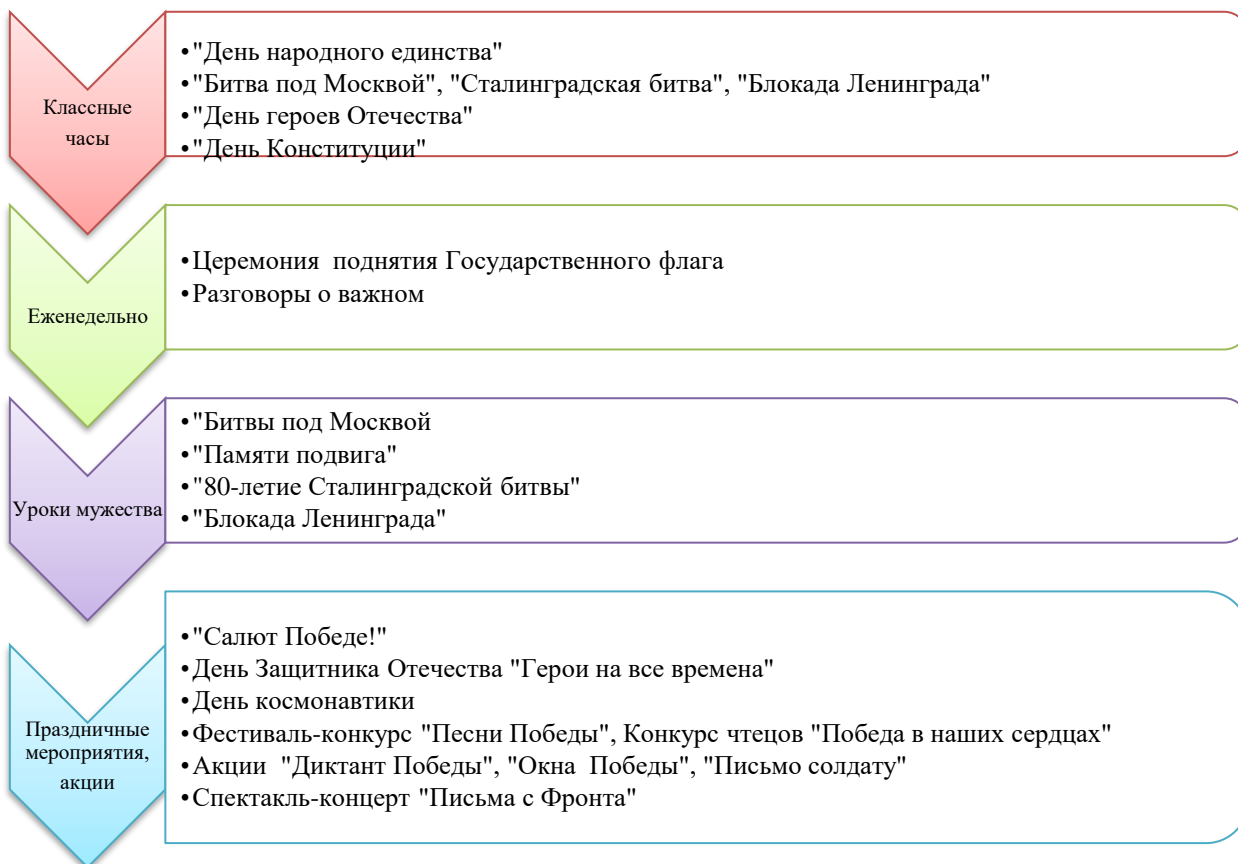 Классные
часы
•"День народного единства"
•"Битва под Москвой", "Сталинградская битва", "Блокада Ленинграда"
•"День героев Отечества"
•"День Конституции"
Еженедельно
•Церемония поднятия Государственного флага
•Разговоры о важном
Уроки мужества
•"Битвы под Москвой
•"Памяти подвига"
•"80-летие Сталинградской битвы"
•"Блокада Ленинграда"
Праздничные
мероприятия,
акции
•"Салют Победе!"
•День Защитника Отечества "Герои на все времена"
•День космонавтики
•Фестиваль-конкурс "Песни Победы", Конкурс чтецов "Победа в наших сердцах"
•Акции "Диктант Победы", "Окна Победы", "Письмо солдату"
•Спектакль-концерт "Письма с Фронта"